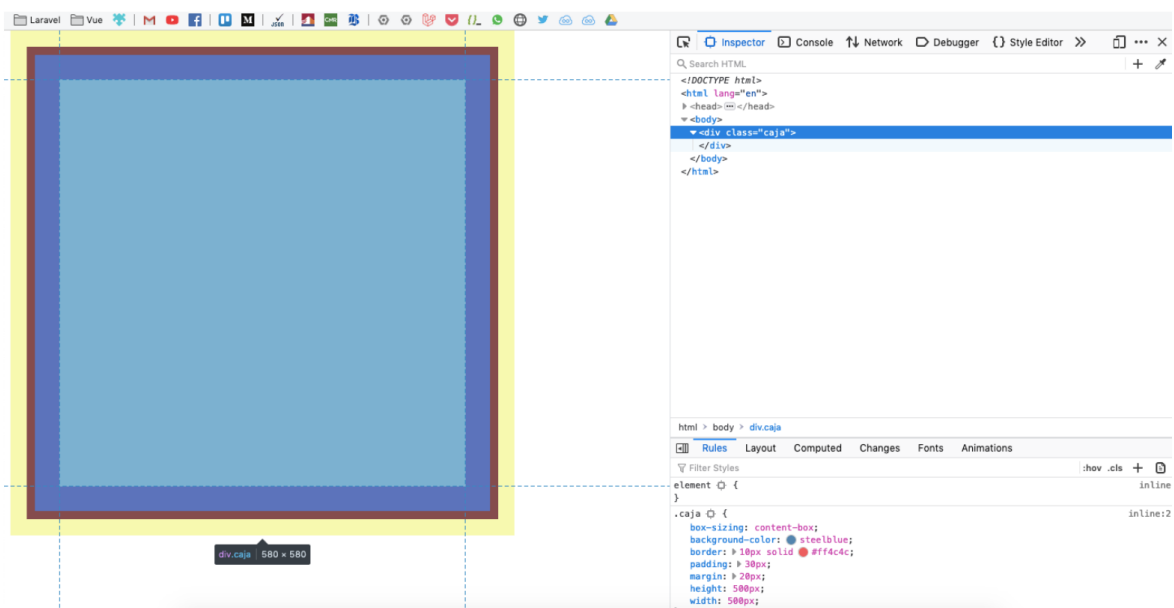 Laravel Vue
Inspector Console Network Debugger {} Style Editor
Search HTML
<!DOCTYPE html>
<html lang="en">
<head> </head>
<body>
<div class="caja">
</div>
</body>
</html>
html > body > div.caja
Rules Layout Computed Changes Fonts Animations
Filter Styles :hov .cls
element { inline
}
.caja { inline:2
box-sizing: content-box;
background-color: steelblue;
border: 10px solid #ff4c4c;
padding: 30px;
margin: 20px;
height: 500px;
width: 500px;
div.caja | 580 × 580